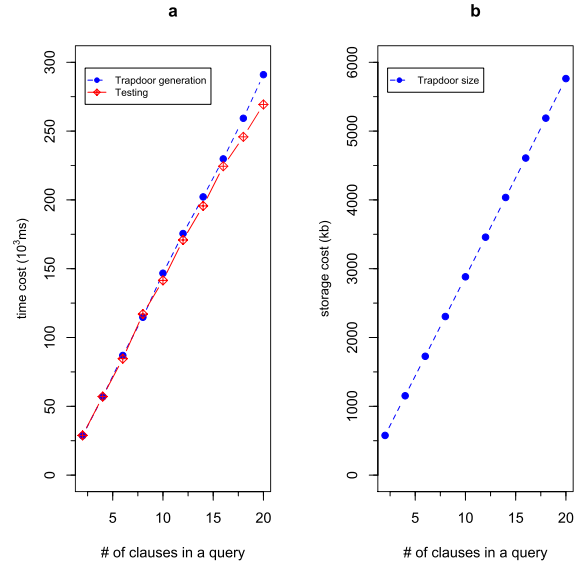 a
time cost (10³ms)
300
250
200
150
100
50
0
Trapdoor generation
Testing
5
10
15
20
# of clauses in a query
b
storage cost (kb)
6000
5000
4000
3000
2000
1000
0
Trapdoor size
5
10
15
20
# of clauses in a query